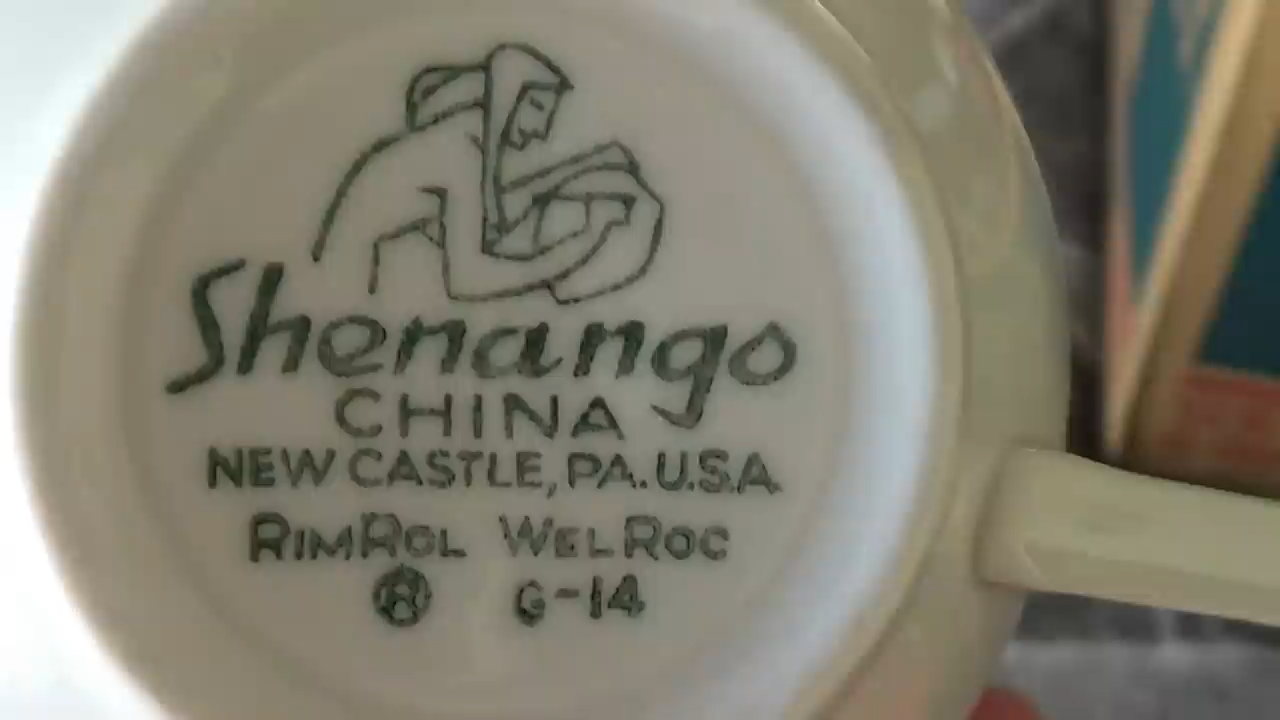 Shenango
CHINA
NEW CASTLE, PA. U.S.A.
RIMROL WELROC
® G-14